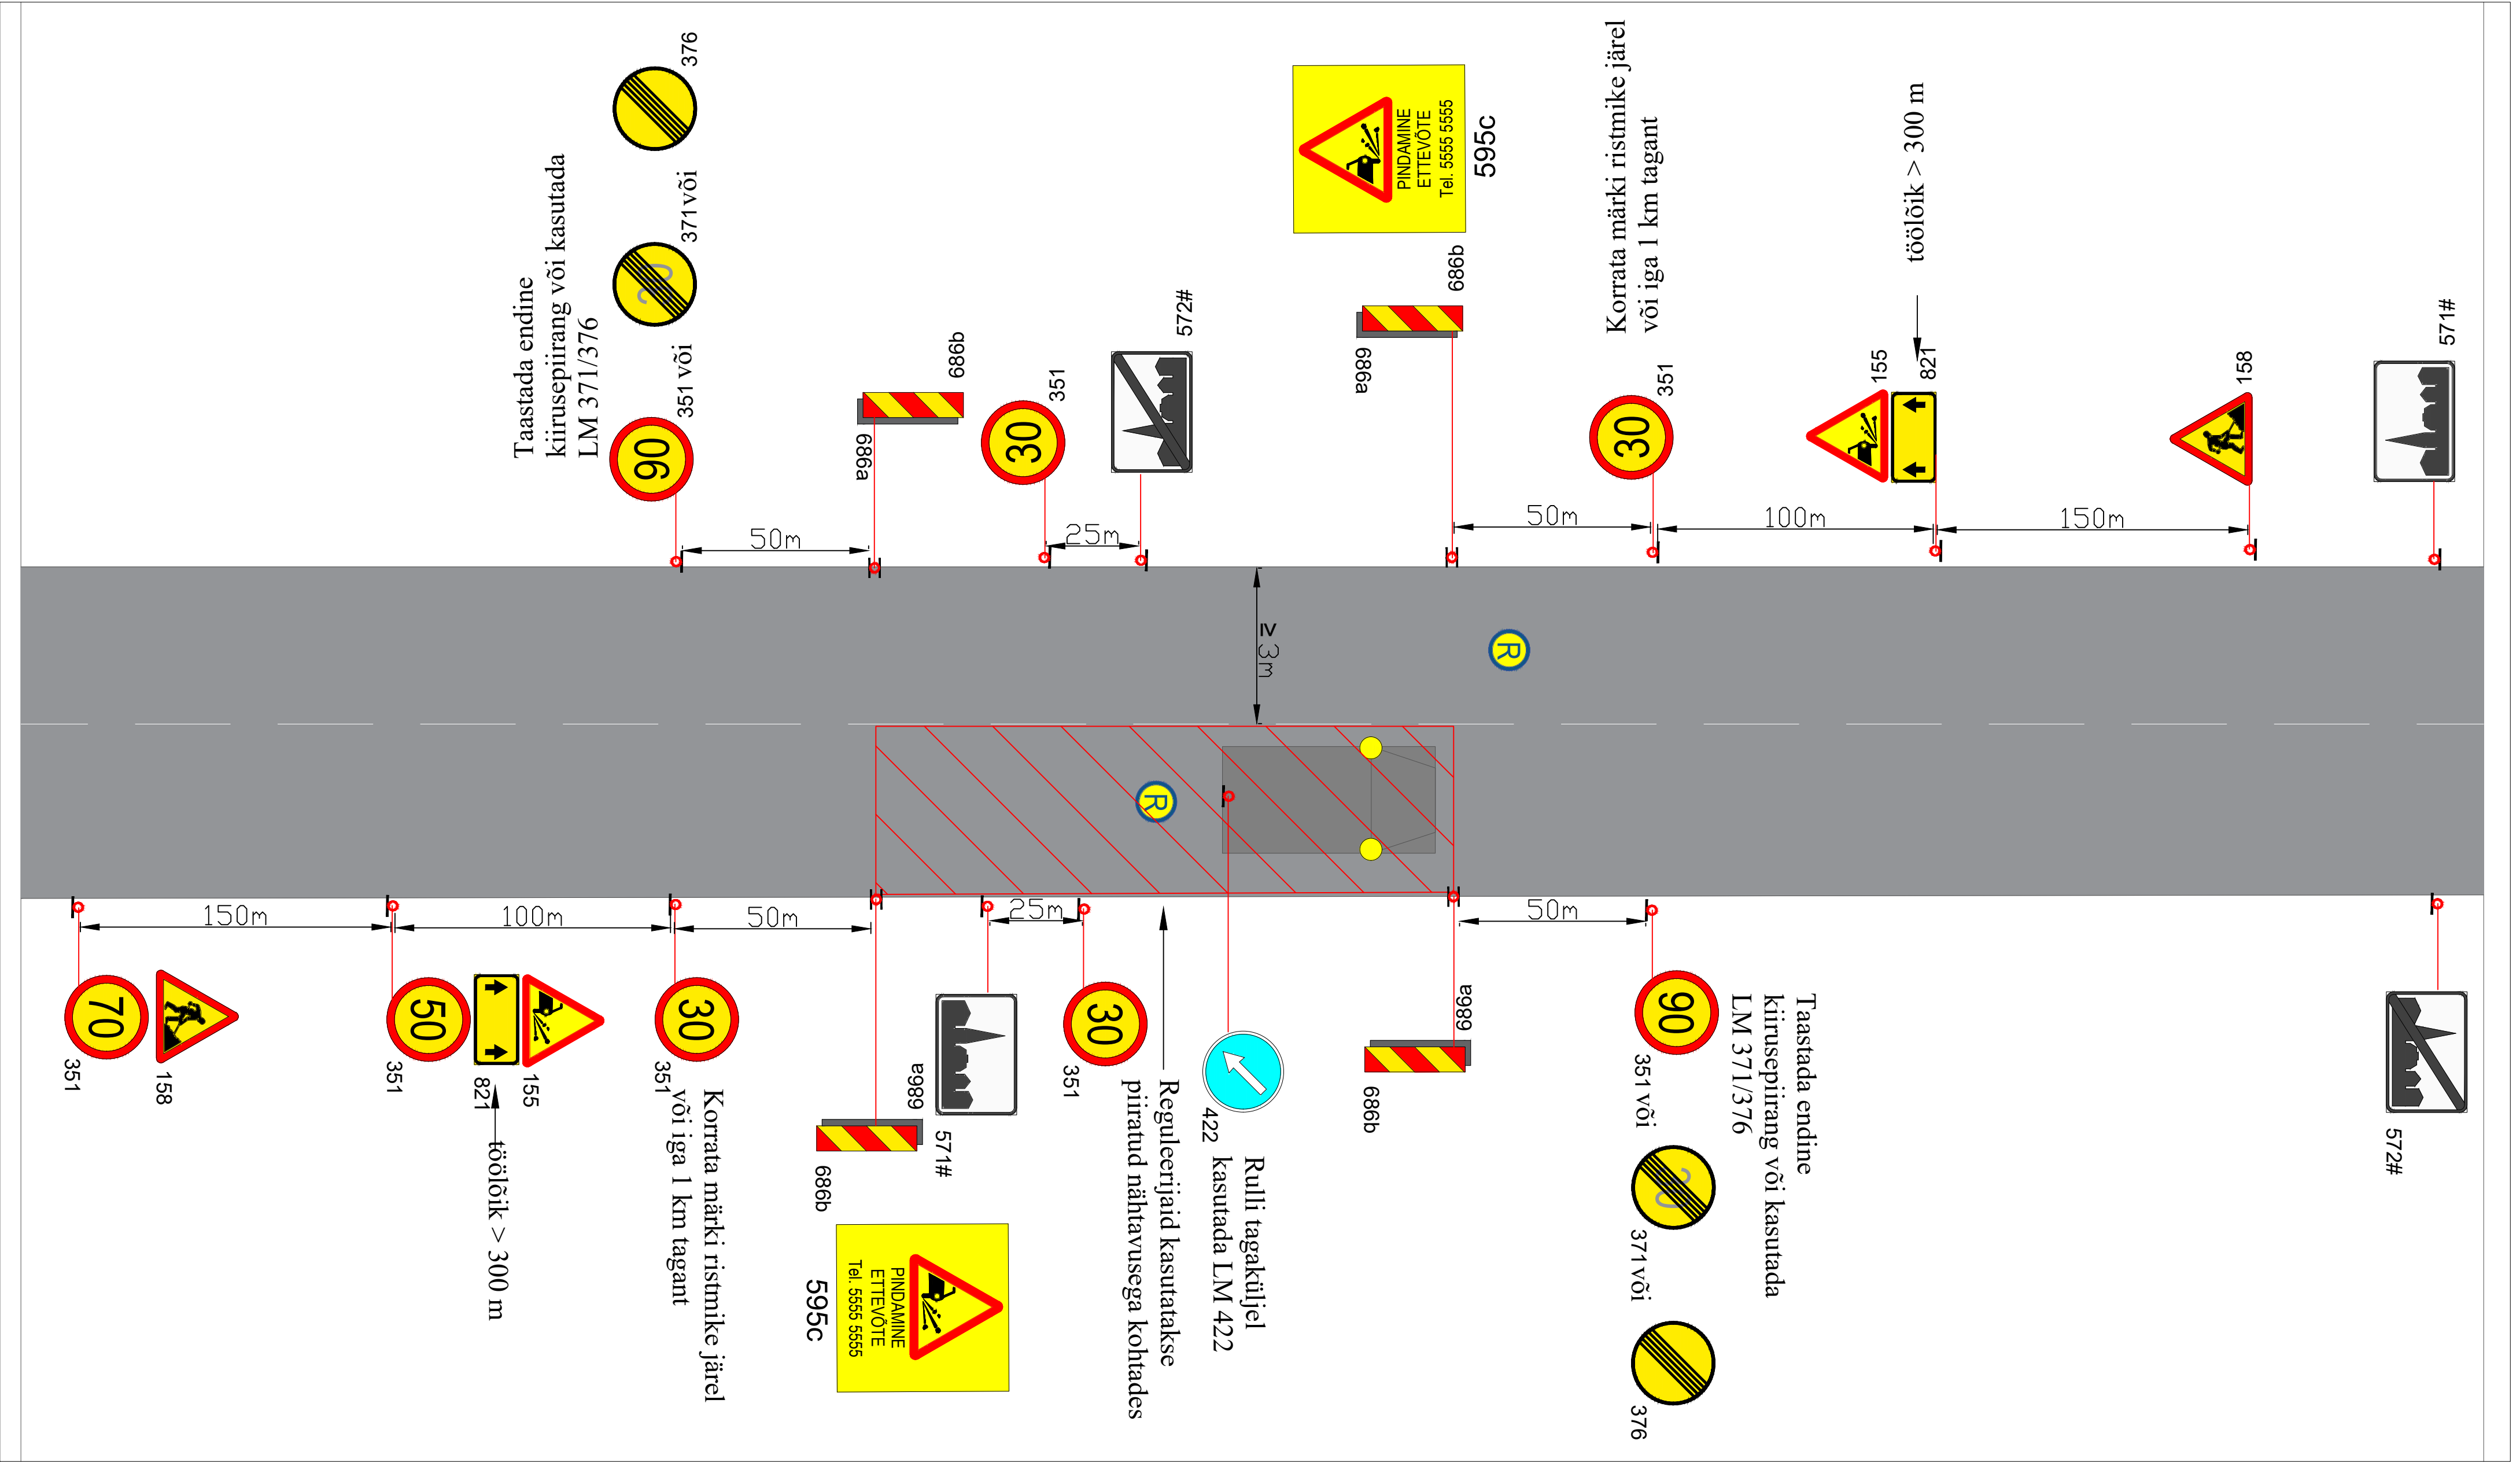 376
371 või
351 või
90
Taastada endine
kiirusepiirang või kasutada
LM 371/376
686b
989a
351
30
572#
PINDAMINE
ETTEVÕTE
Tel. 5555 5555
595c
686b
989a
Korrata märki ristmike järel
või iga 1 km tagant
351
30
töölõik > 300 m
155
821
158
571#
50m
25m
50m
100m
150m
≥ 3m
R
R
150m
100m
50m
25m
50m
70
351
158
50
351
821
155
töölõik > 300 m
30
351
Korrata märki ristmike järel
või iga 1 km tagant
989a
686b
571#
PINDAMINE
ETTEVÕTE
Tel. 5555 5555
595c
30
351
Reguleerijaid kasutatakse
piiratud nähtavusega kohtades
422
Rulli tagaküljel
kasutada LM 422
989a
686b
90
351 või
371 või
376
Taastada endine
kiirusepiirang või kasutada
LM 371/376
572#